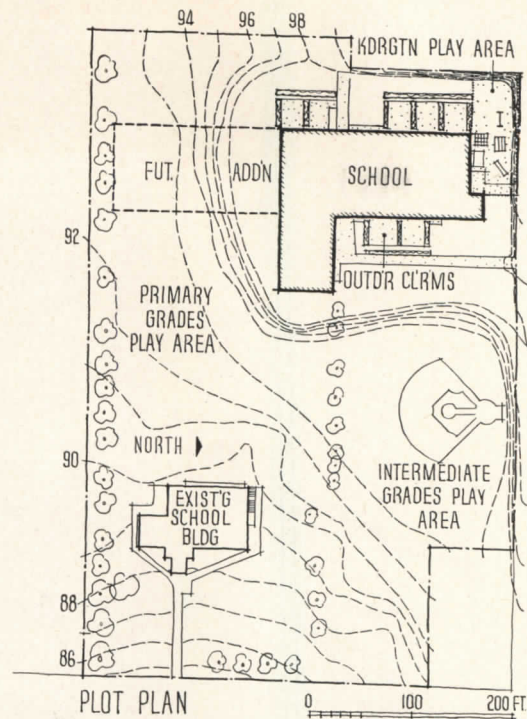 94
96
98
KDRGTN PLAY AREA
FUT.
ADD'N
SCHOOL
92
OUTD'R CL'RMS
PRIMARY
GRADES
PLAY AREA
NORTH
90
INTERMEDIATE
GRADES PLAY
AREA
EXIST'G
SCHOOL
BLDG
88
86
PLOT PLAN
0
100
200 FT.